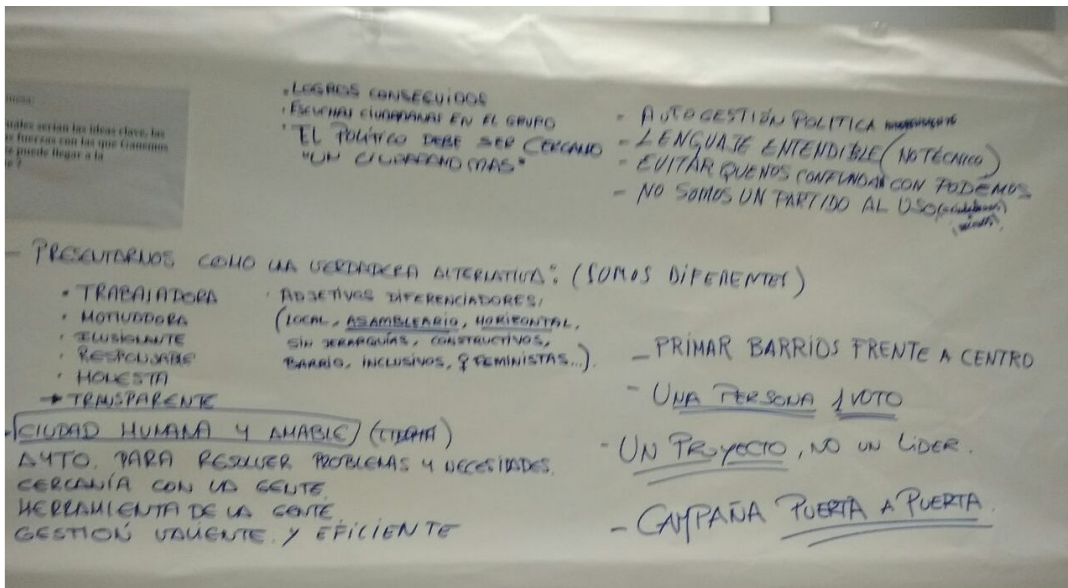 uales serían las ideas clave, las
fuerzas con las que Ganemos
puede llegar a la
. LOGROS CONSEGUIDOS
. ESCUCHAS CIUDADANAS EN EL GRUPO
· EL POLÍTICO DEBE SER CERCANO
"UN CIUDADANO MAS"
- AUTOGESTIÓN POLITICA
- LENGUAJE ENTENDIBLE (NO TÉCNICO)
- EVITAR QUE NOS CONFUNDAN CON PODEMOS
- NO SOMOS UN PARTIDO AL USO
- PRESENTARNOS COMO LA VERDADERA ALTERNATIVA: (SOMOS DIFERENTES)
• TRABAJADORA
• MOTIVADORA
• ILUSIONANTE
• RESPONSABLE
• HONESTA
TRANSPARENTE
· ADJETIVOS DIFERENCIADORES:
(LOCAL, ASAMBLEARIO, HORIZONTAL,
SIN JERARQUÍAS, CONSTRUCTIVOS,
BARRIO, INCLUSIVOS, FEMINISTAS...).
CIUDAD HUMANA Y AMABLE
AYTO. PARA RESOLVER PROBLEMAS Y NECESIDADES.
CERCANÍA CON LA GENTE.
HERRAMIENTA DE LA GENTE.
GESTIÓN VALIENTE. Y EFICIENTE
- PRIMAR BARRIOS FRENTE A CENTRO
- UNA PERSONA 1 VOTO
- UN PROYECTO, NO UN LÍDER.
- CAMPAÑA PUERTA A PUERTA.